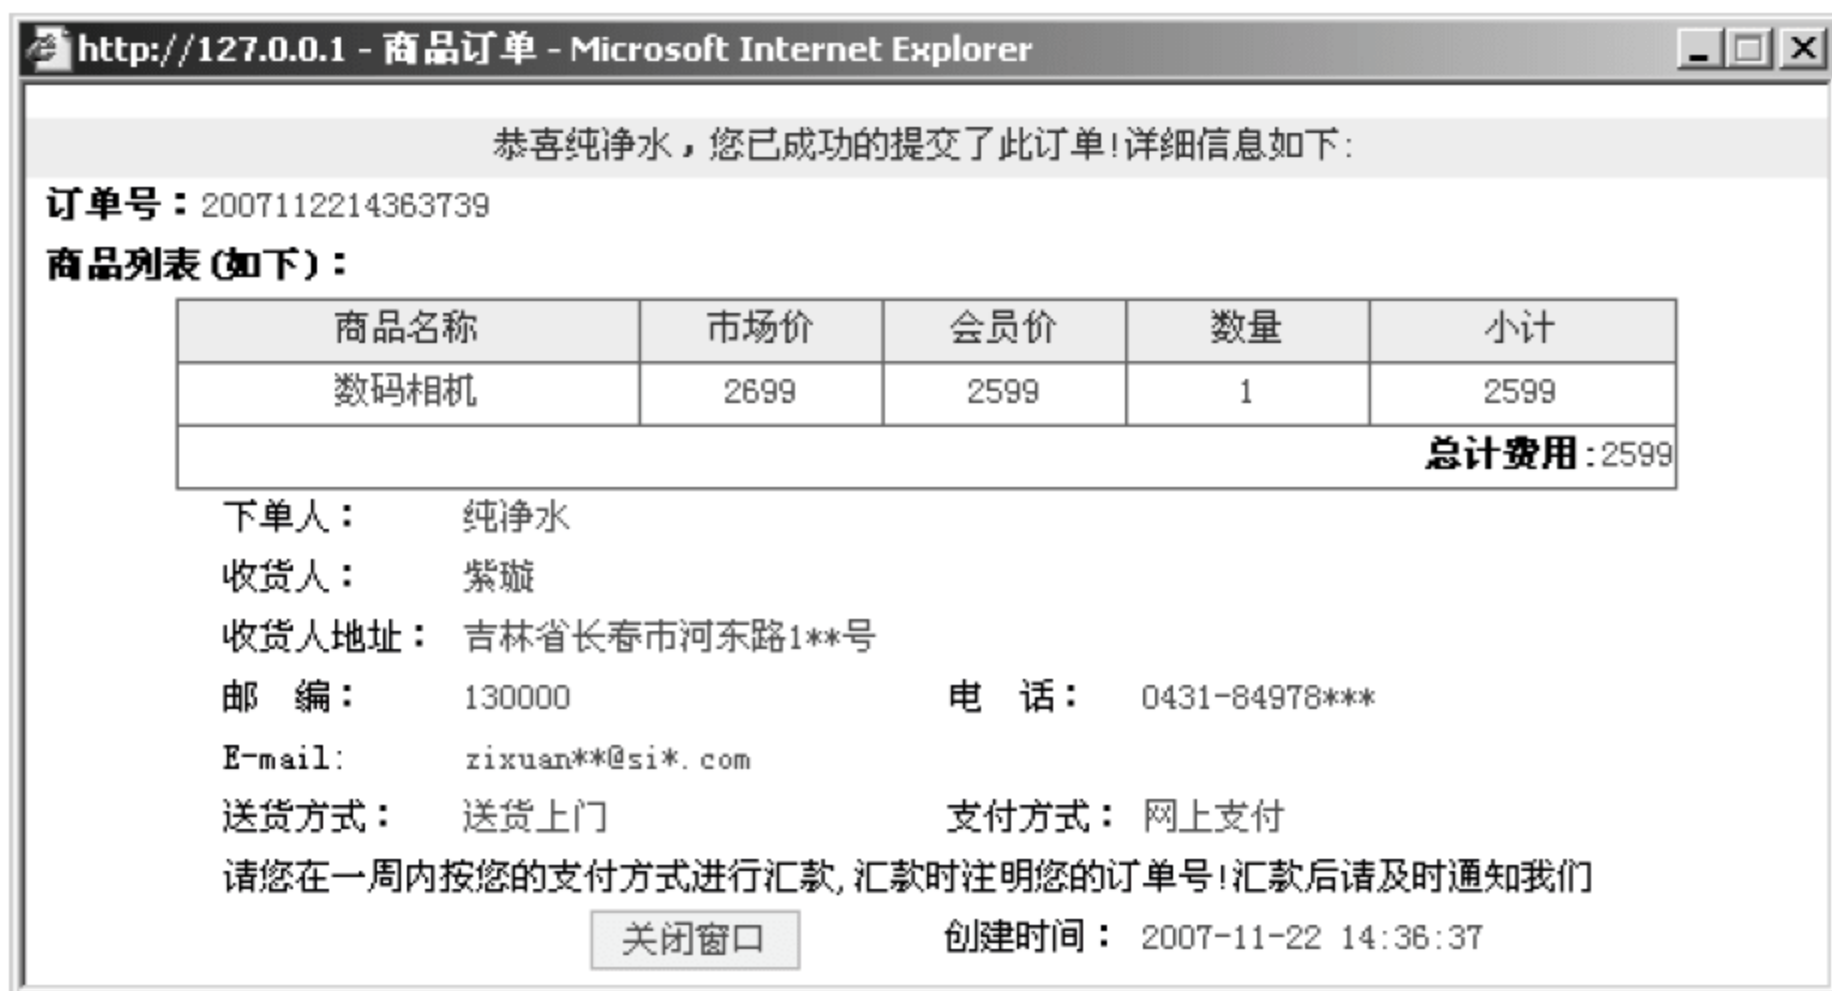 http://127.0.0.1 - 商品订单 - Microsoft Internet Explorer
恭喜纯净水，您已成功的提交了此订单!详细信息如下:
订单号：2007112214363739
商品列表(如下)：
商品名称 市场价 会员价 数量 小计
数码相机 2699 2599 1 2599
总计费用:2599
下单人： 纯净水
收货人： 紫璇
收货人地址： 吉林省长春市河东路1**号
邮 编： 130000 电 话： 0431-84978***
E-mail: zixuan**@si*.com
送货方式： 送货上门 支付方式： 网上支付
请您在一周内按您的支付方式进行汇款,汇款时注明您的订单号!汇款后请及时通知我们
关闭窗口 创建时间： 2007-11-22 14:36:37